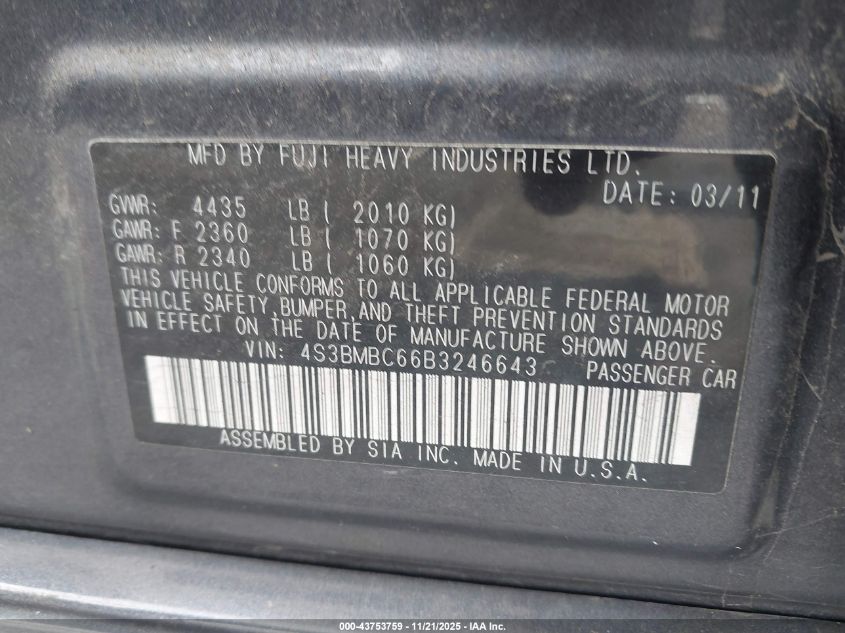 MFD BY FUJI HEAVY INDUSTRIES LTD.
DATE: 03/11
GVWR: 4435 LB ( 2010 KG)
GAWR: F 2360 LB ( 1070 KG)
GAWR: R 2340 LB ( 1060 KG)
THIS VEHICLE CONFORMS TO ALL APPLICABLE FEDERAL MOTOR
VEHICLE SAFETY,BUMPER,AND THEFT PREVENTION STANDARDS
IN EFFECT ON THE DATE OF MANUFACTURE SHOWN ABOVE.
VIN: 4S3BMBC66B3246643 PASSENGER CAR
ASSEMBLED BY SIA INC. MADE IN U.S.A.
000-43753759 - 11/21/2025 - IAA Inc.